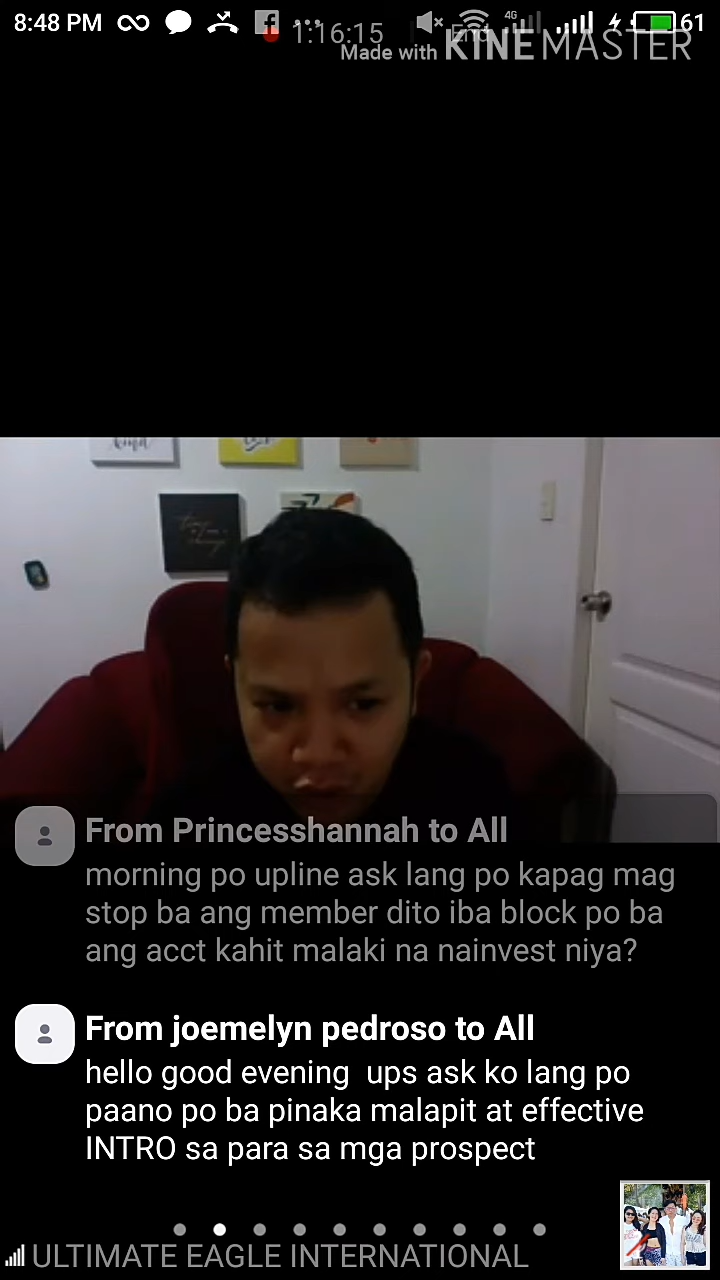 8:48 PM
4G
61
1:16:15
End
Made with KINEMASTER
From Princesshannah to All
morning po upline ask lang po kapag mag
stop ba ang member dito iba block po ba
ang acct kahit malaki na nainvest niya?
From joemelyn pedroso to All
hello good evening ups ask ko lang po
paano po ba pinaka malapit at effective
INTRO sa para sa mga prospect
ULTIMATE EAGLE INTERNATIONAL